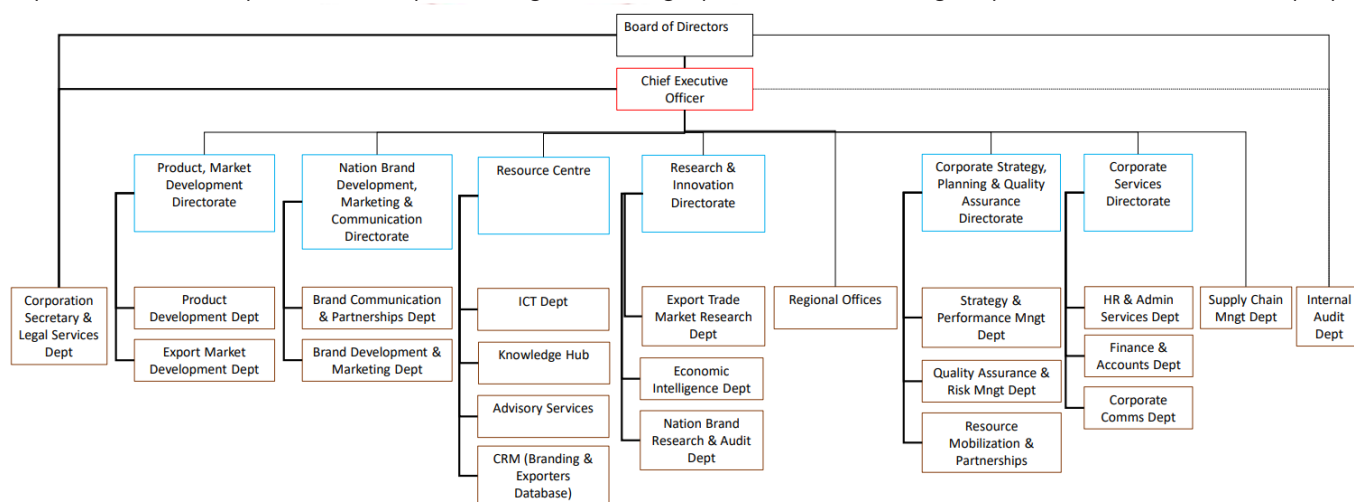 Board of Directors
Chief Executive
Officer
Product, Market
Development
Directorate
Nation Brand
Development,
Marketing &
Communication
Directorate
Resource Centre
Research &
Innovation
Directorate
Corporate Strategy,
Planning & Quality
Assurance
Directorate
Corporate
Services
Directorate
Corporation
Secretary &
Legal Services
Dept
Product
Development Dept
Export Market
Development Dept
Brand Communication
& Partnerships Dept
Brand Development &
Marketing Dept
ICT Dept
Knowledge Hub
Advisory Services
CRM (Branding &
Exporters
Database)
Export Trade
Market Research
Dept
Economic
Intelligence Dept
Nation Brand
Research & Audit
Dept
Regional Offices
Strategy &
Performance Mngt
Dept
Quality Assurance &
Risk Mngt Dept
Resource
Mobilization &
Partnerships
HR & Admin
Services Dept
Finance &
Accounts Dept
Corporate
Comms Dept
Supply Chain
Mngt Dept
Internal
Audit
Dept